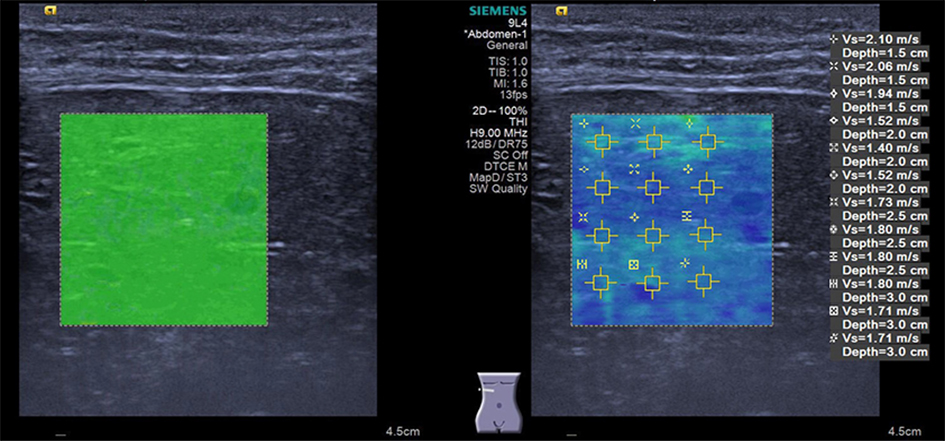 SIEMENS
9L4
*Abdomen-1
General
TIS: 1.0
TIB: 1.0
MI: 1.6
13fps
2D--100%
THI
H9.00 MHz
12dB/DR75
SC Off
DTCE M
MapD/ST3
SW Quality
4.5cm
Vs=2.10 m/s
Depth=1.5 cm
Vs=2.06 m/s
Depth=1.5 cm
Vs=1.94 m/s
Depth=1.5 cm
Vs=1.52 m/s
Depth=2.0 cm
Vs=1.40 m/s
Depth=2.0 cm
Vs=1.52 m/s
Depth=2.0 cm
Vs=1.73 m/s
Depth=2.5 cm
Vs=1.80 m/s
Depth=2.5 cm
Vs=1.80 m/s
Depth=2.5 cm
Vs=1.80 m/s
Depth=3.0 cm
Vs=1.71 m/s
Depth=3.0 cm
Vs=1.71 m/s
Depth=3.0 cm
4.5cm